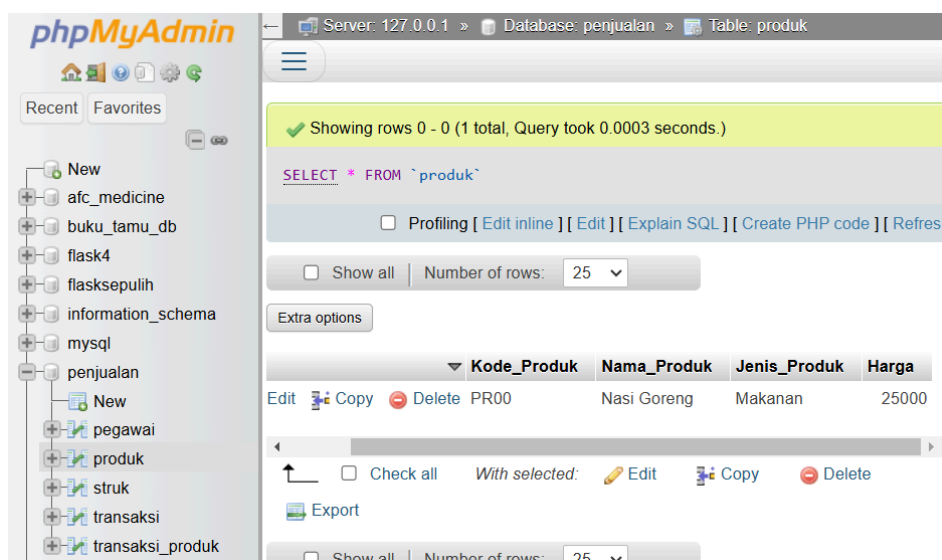 phpMyAdmin
Recent Favorites
New
afc_medicine
buku_tamu_db
flask4
flasksepulih
information_schema
mysql
penjualan
New
pegawai
produk
struk
transaksi
transaksi_produk
Server: 127.0.0.1 » Database: penjualan » Table: produk
Showing rows 0 - 0 (1 total, Query took 0.0003 seconds.)
SELECT * FROM `produk`
Profiling [ Edit inline ] [ Edit ] [ Explain SQL ] [ Create PHP code ] [ Refres
Show all | Number of rows: 25
Extra options
Kode_Produk Nama_Produk Jenis_Produk Harga
Edit Copy Delete PR00 Nasi Goreng Makanan 25000
Check all With selected: Edit Copy Delete
Export
Show all | Number of rows: 25